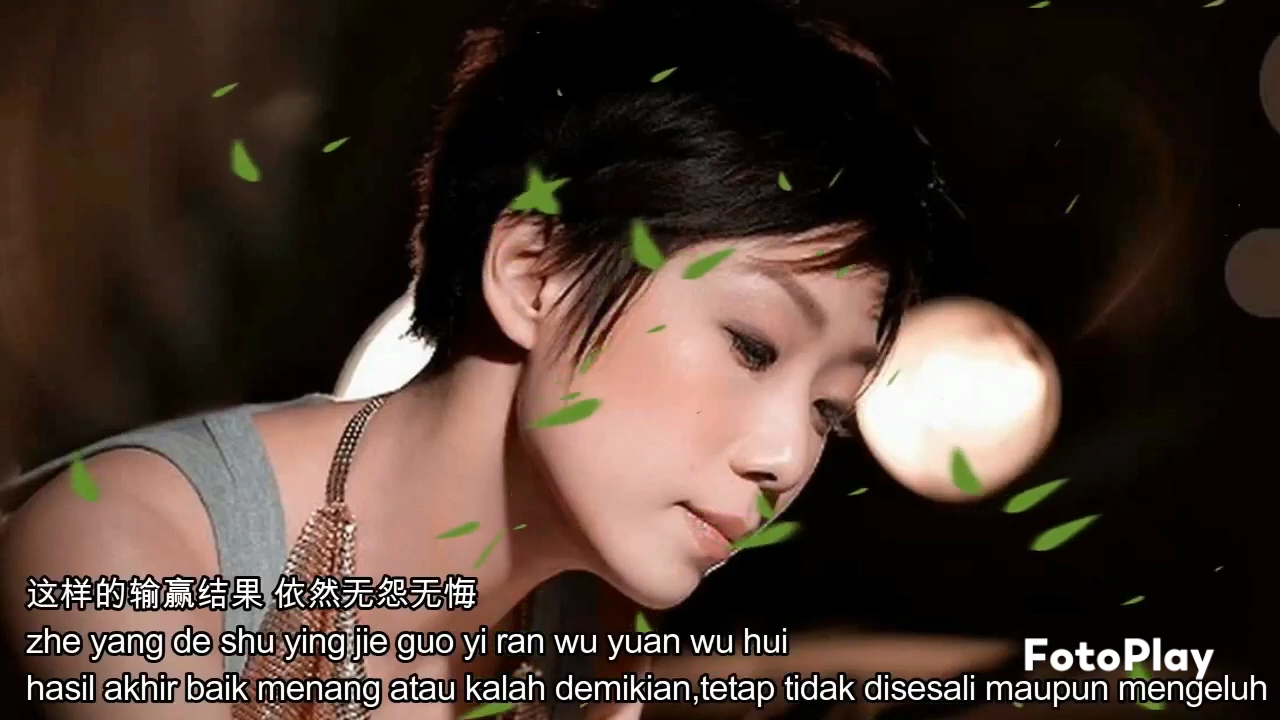 这样的输赢结果 依然无怨无悔
zhe yang de shu ying jie guo yi ran wu yuan wu hui
FotoPlay
hasil akhir baik menang atau kalah demikian,tetap tidak disesali maupun mengeluh